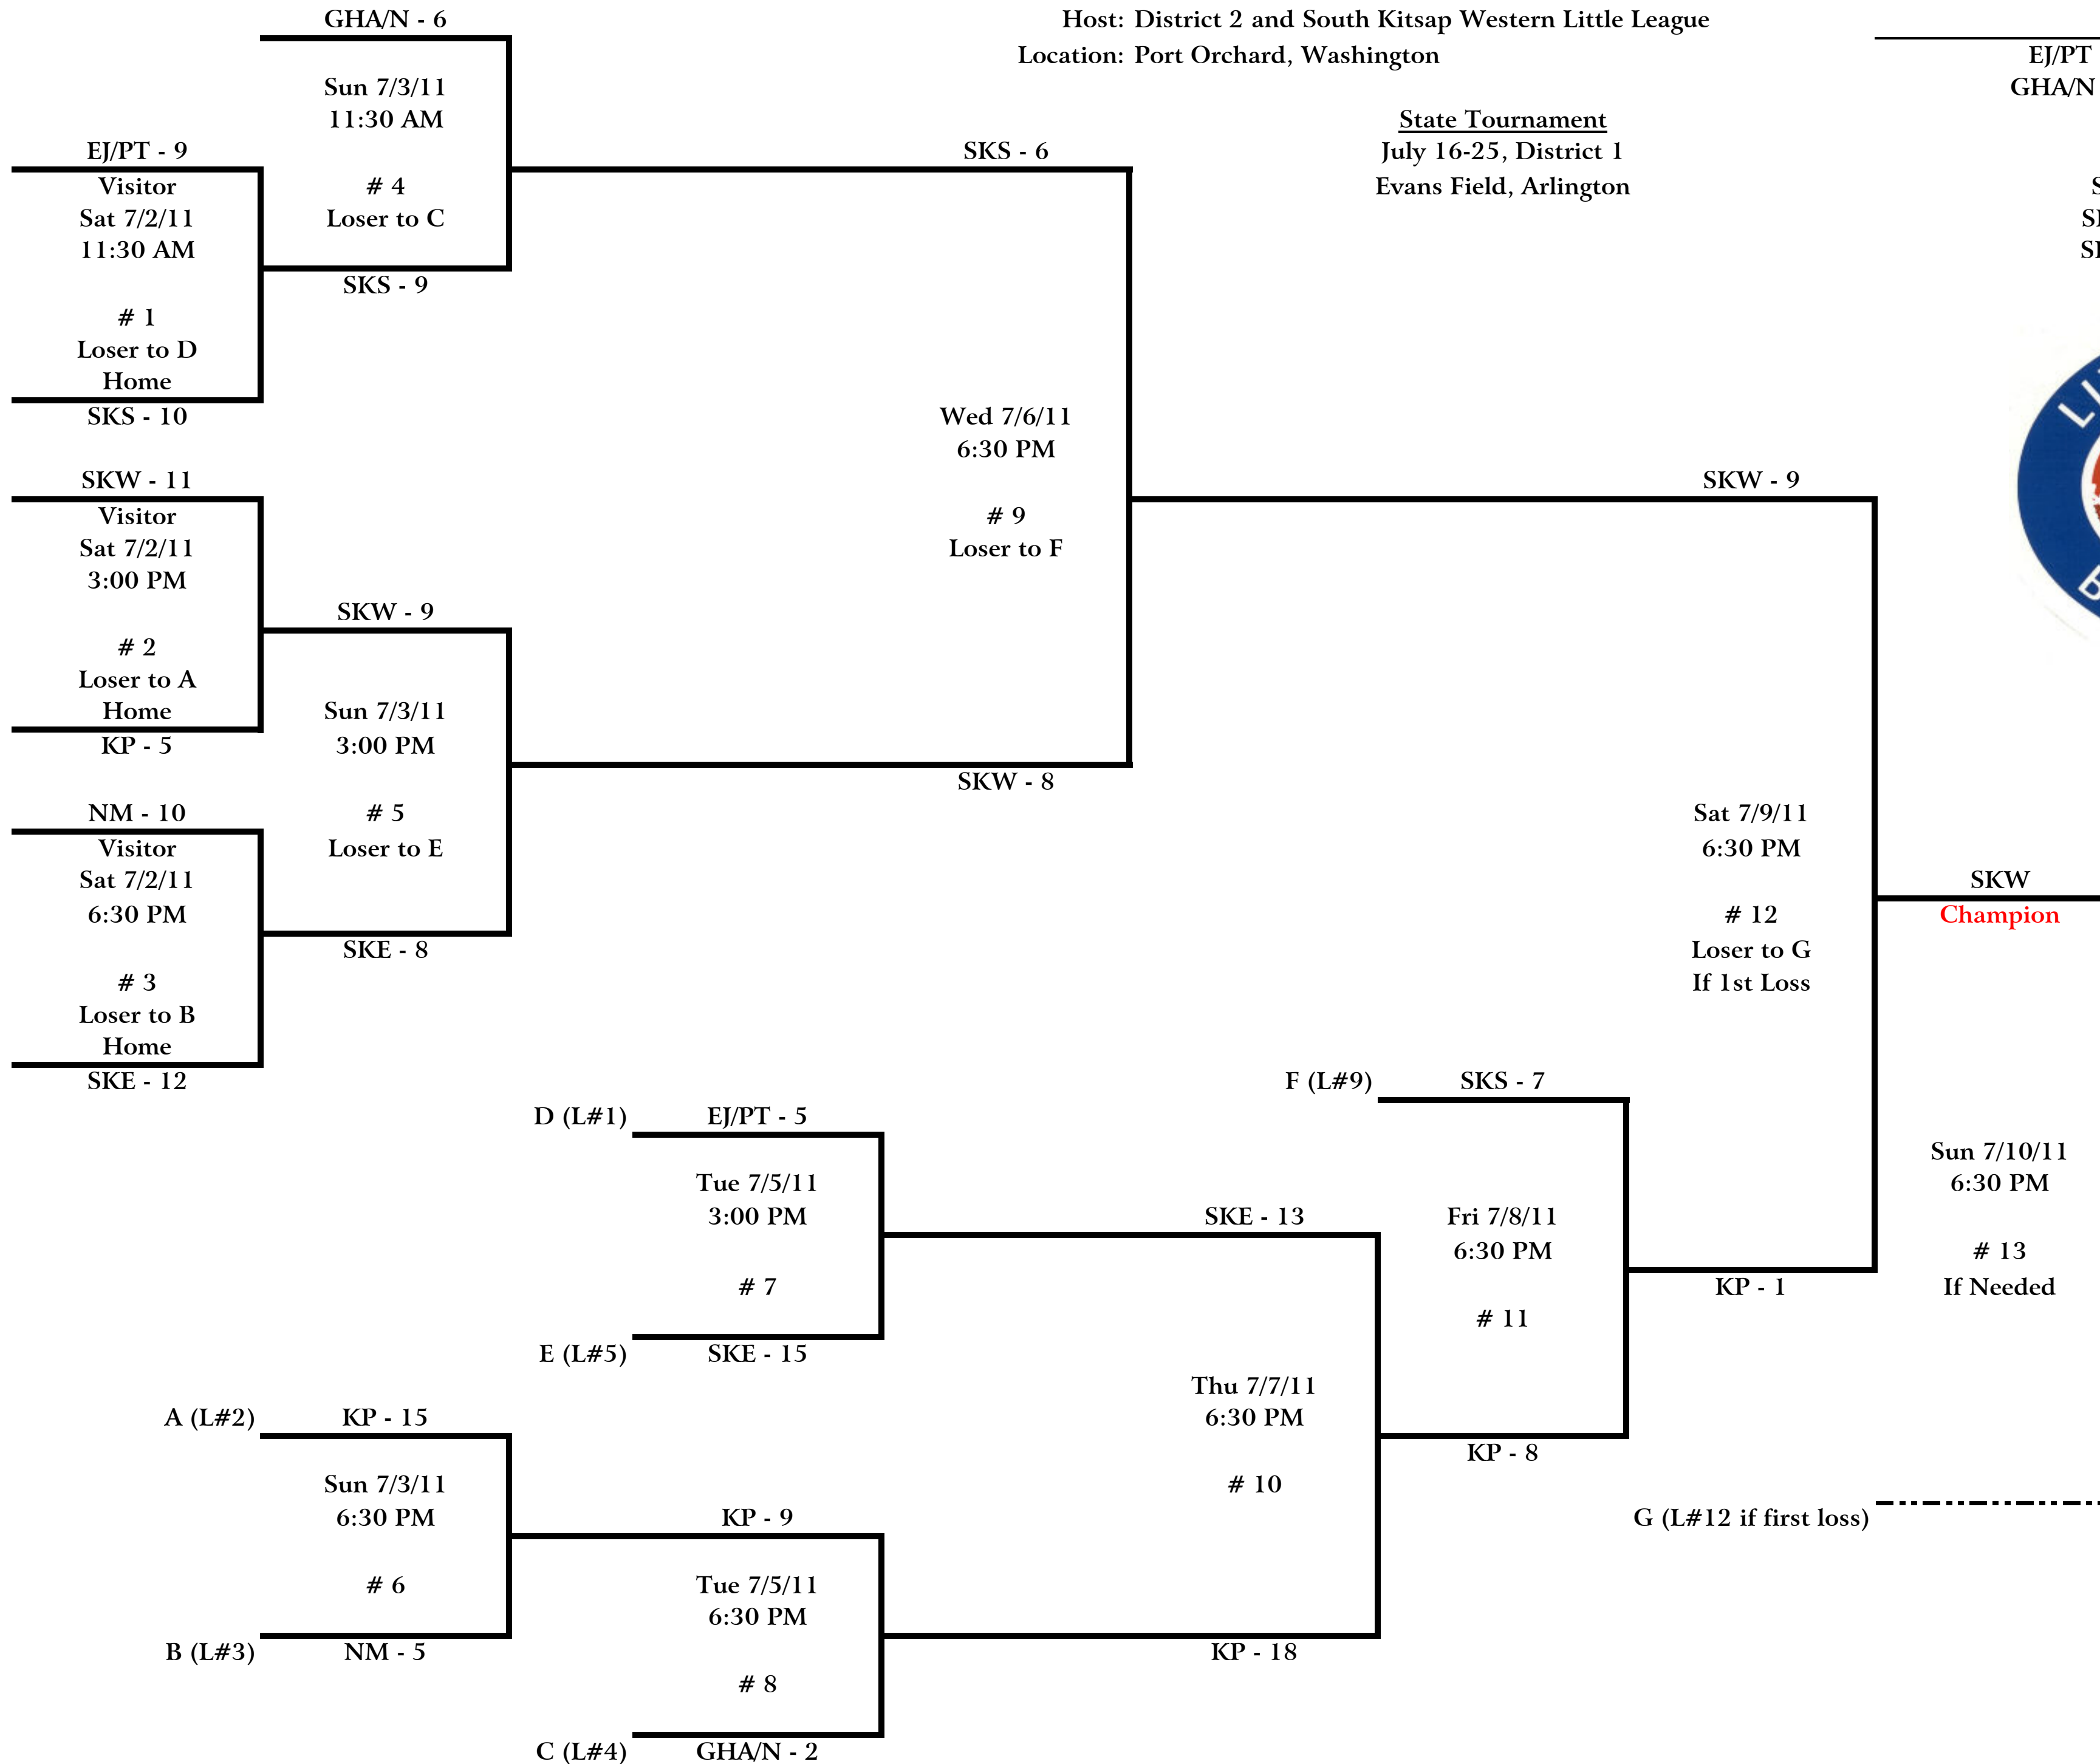 GHA/N - 6
Host: District 2 and South Kitsap Western Little League
Location: Port Orchard, Washington
EJ/PT
GHA/N
State Tournament
July 16-25, District 1
Evans Field, Arlington
Sun 7/3/11
11:30 AM
# 4
Loser to C
SKS - 9
EJ/PT - 9
Visitor
Sat 7/2/11
11:30 AM
# 1
Loser to D
Home
SKS - 10
SKS - 6
Wed 7/6/11
6:30 PM
# 9
Loser to F
SKW - 8
SKW - 11
Visitor
Sat 7/2/11
3:00 PM
# 2
Loser to A
Home
KP - 5
SKW - 9
Sun 7/3/11
3:00 PM
# 5
Loser to E
SKE - 8
NM - 10
Visitor
Sat 7/2/11
6:30 PM
# 3
Loser to B
Home
SKE - 12
SKW - 9
Sat 7/9/11
6:30 PM
# 12
Loser to G
If 1st Loss
KP - 1
SKW
Champion
Sun 7/10/11
6:30 PM
# 13
If Needed
G (L#12 if first loss)
F (L#9)
SKS - 7
Fri 7/8/11
6:30 PM
# 11
KP - 8
D (L#1)
EJ/PT - 5
Tue 7/5/11
3:00 PM
# 7
E (L#5)
SKE - 15
SKE - 13
Thu 7/7/11
6:30 PM
# 10
KP - 18
A (L#2)
KP - 15
Sun 7/3/11
6:30 PM
# 6
B (L#3)
NM - 5
KP - 9
Tue 7/5/11
6:30 PM
# 8
C (L#4)
GHA/N - 2